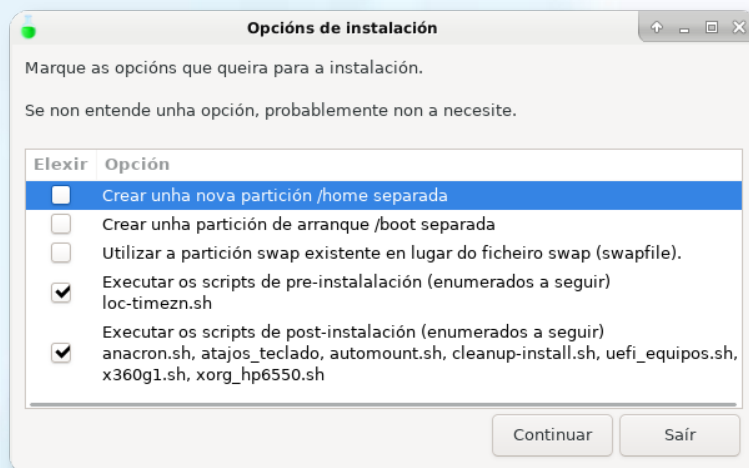 Opcións de instalación
Marque as opcións que queira para a instalación.
Se non entende unha opción, probablemente non a necesite.
Elexir Opción
Crear unha nova partición /home separada
Crear unha partición de arranque /boot separada
Utilizar a partición swap existente en lugar do ficheiro swap (swapfile).
Executar os scripts de pre-instalalación (enumerados a seguir)
loc-timezn.sh
Executar os scripts de post-instalación (enumerados a seguir)
anacron.sh, atajos_teclado, automount.sh, cleanup-install.sh, uefi_equipos.sh,
x360g1.sh, xorg_hp6550.sh
Continuar Saír